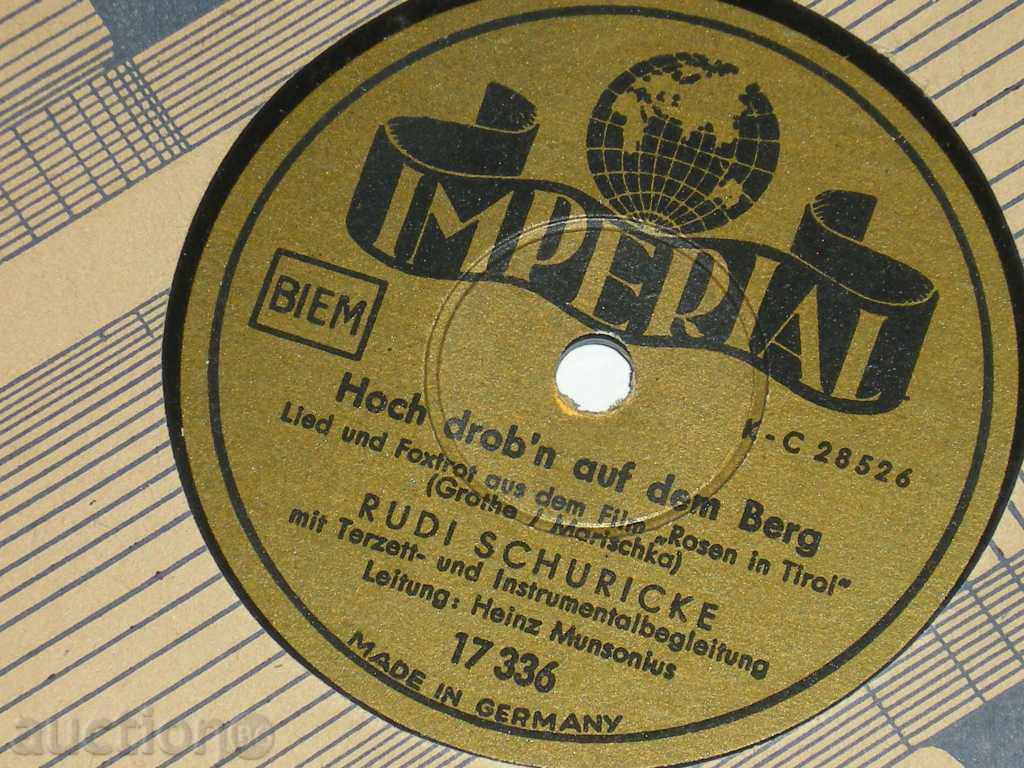 IMPERIAL
BIEM
K-C 28526
Hoch drob'n auf dem Berg
Lied und Foxtrot aus dem Film „Rosen in Tirol"
(Grothe / Marischka)
RUDI SCHURICKE
mit Terzett- und Instrumentalbegleitung
Leitung: Heinz Munsonius
17 336
MADE IN GERMANY
auction BG